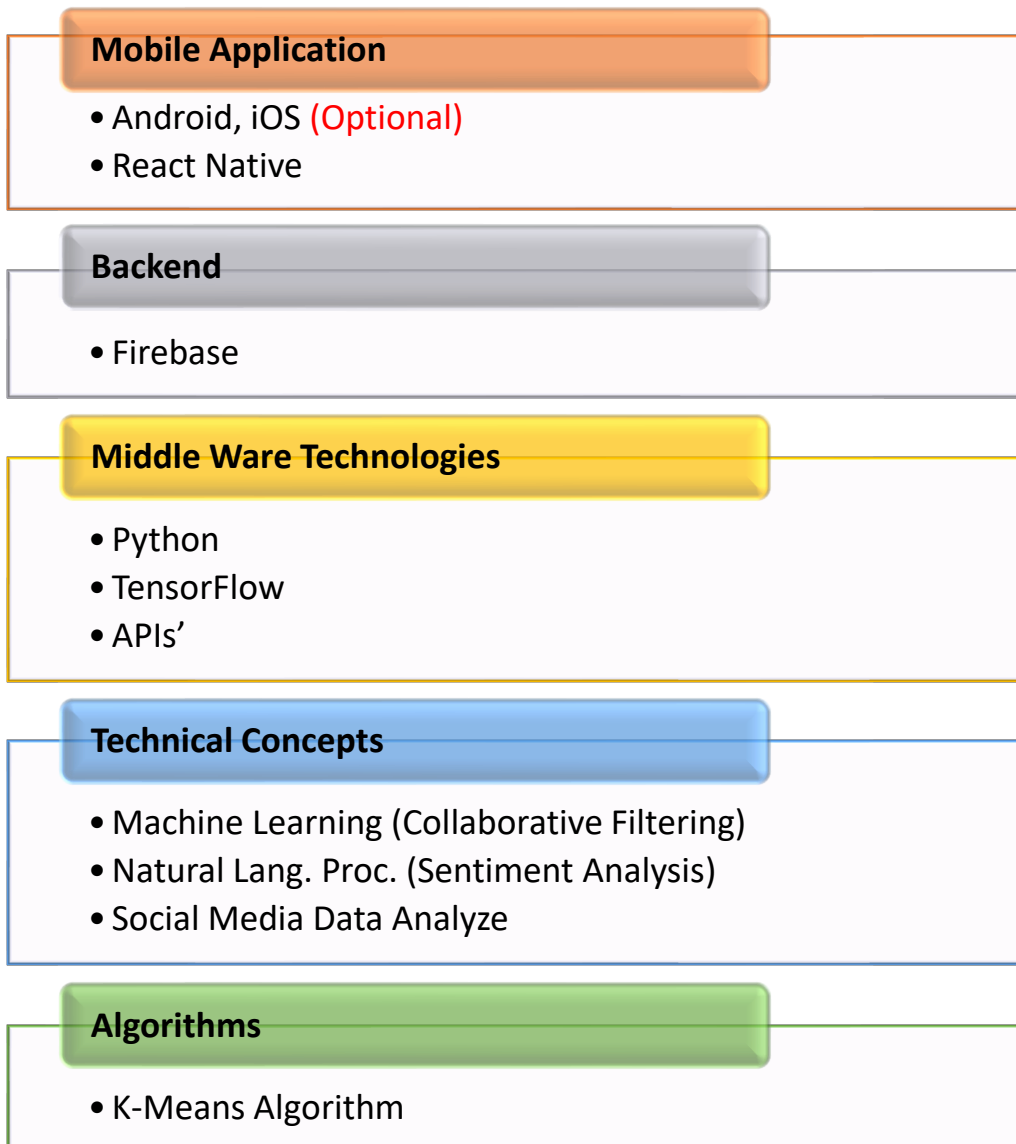 Mobile Application
• Android, iOS (Optional)
• React Native
Backend
• Firebase
Middle Ware Technologies
• Python
• TensorFlow
• APIs’
Technical Concepts
• Machine Learning (Collaborative Filtering)
• Natural Lang. Proc. (Sentiment Analysis)
• Social Media Data Analyze
Algorithms
• K-Means Algorithm